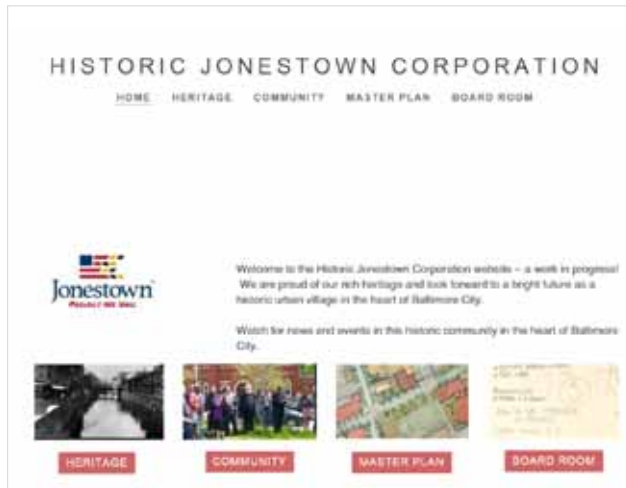 HISTORIC JONESTOWN CORPORATION
HOME HERITAGE COMMUNITY MASTER PLAN BOARD ROOM
Jonestown
Welcome to the Historic Jonestown Corporation website – a work in progress!
We are proud of our rich heritage and look forward to a bright future as a
historic urban village in the heart of Baltimore City.
Watch for news and events in this historic community in the heart of Baltimore
City.
HERITAGE COMMUNITY MASTER PLAN BOARD ROOM